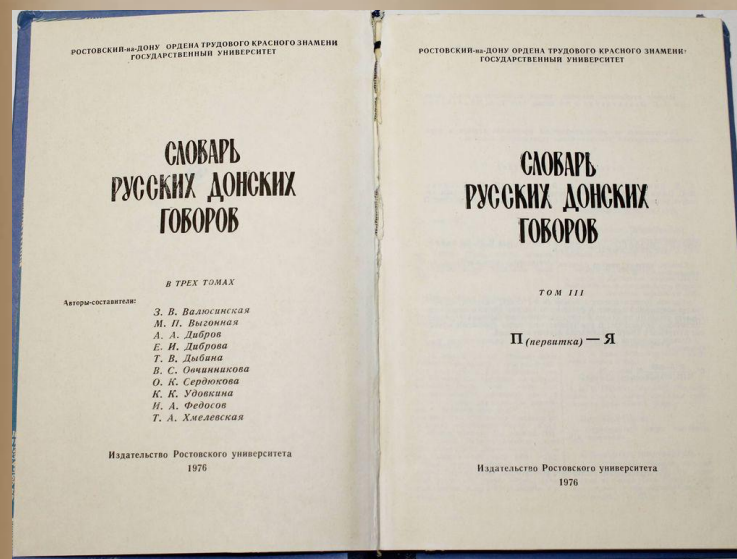 РОСТОВСКИЙ-на-ДОНУ ОРДЕНА ТРУДОВОГО КРАСНОГО ЗНАМЕНИ
ГОСУДАРСТВЕННЫЙ УНИВЕРСИТЕТ
СЛОВАРЬ
РУССКИХ ДОНСКИХ
ГОВОРОВ
В ТРЕХ ТОМАХ
Авторы-составители:
З. В. Валюсинская
М. П. Выгонная
А. А. Дибров
Е. И. Диброва
Т. В. Дыбина
В. С. Овчинникова
О. К. Сердюкова
К. К. Удовкина
И. А. Федосов
Т. А. Хмелевская
Издательство Ростовского университета
1976
РОСТОВСКИЙ-на-ДОНУ ОРДЕНА ТРУДОВОГО КРАСНОГО ЗНАМЕНИ
ГОСУДАРСТВЕННЫЙ УНИВЕРСИТЕТ
СЛОВАРЬ
РУССКИХ ДОНСКИХ
ГОВОРОВ
ТОМ III
П (первитка) — Я
Издательство Ростовского университета
1976